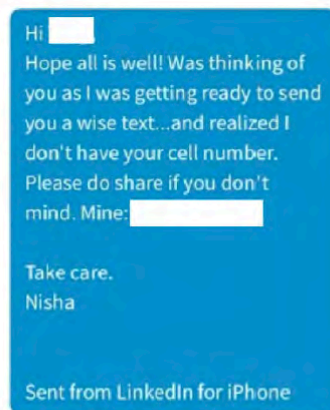 Hi
Hope all is well! Was thinking of
you as I was getting ready to send
you a wise text...and realized I
don't have your cell number.
Please do share if you don't
mind. Mine:
Take care.
Nisha
Sent from LinkedIn for iPhone